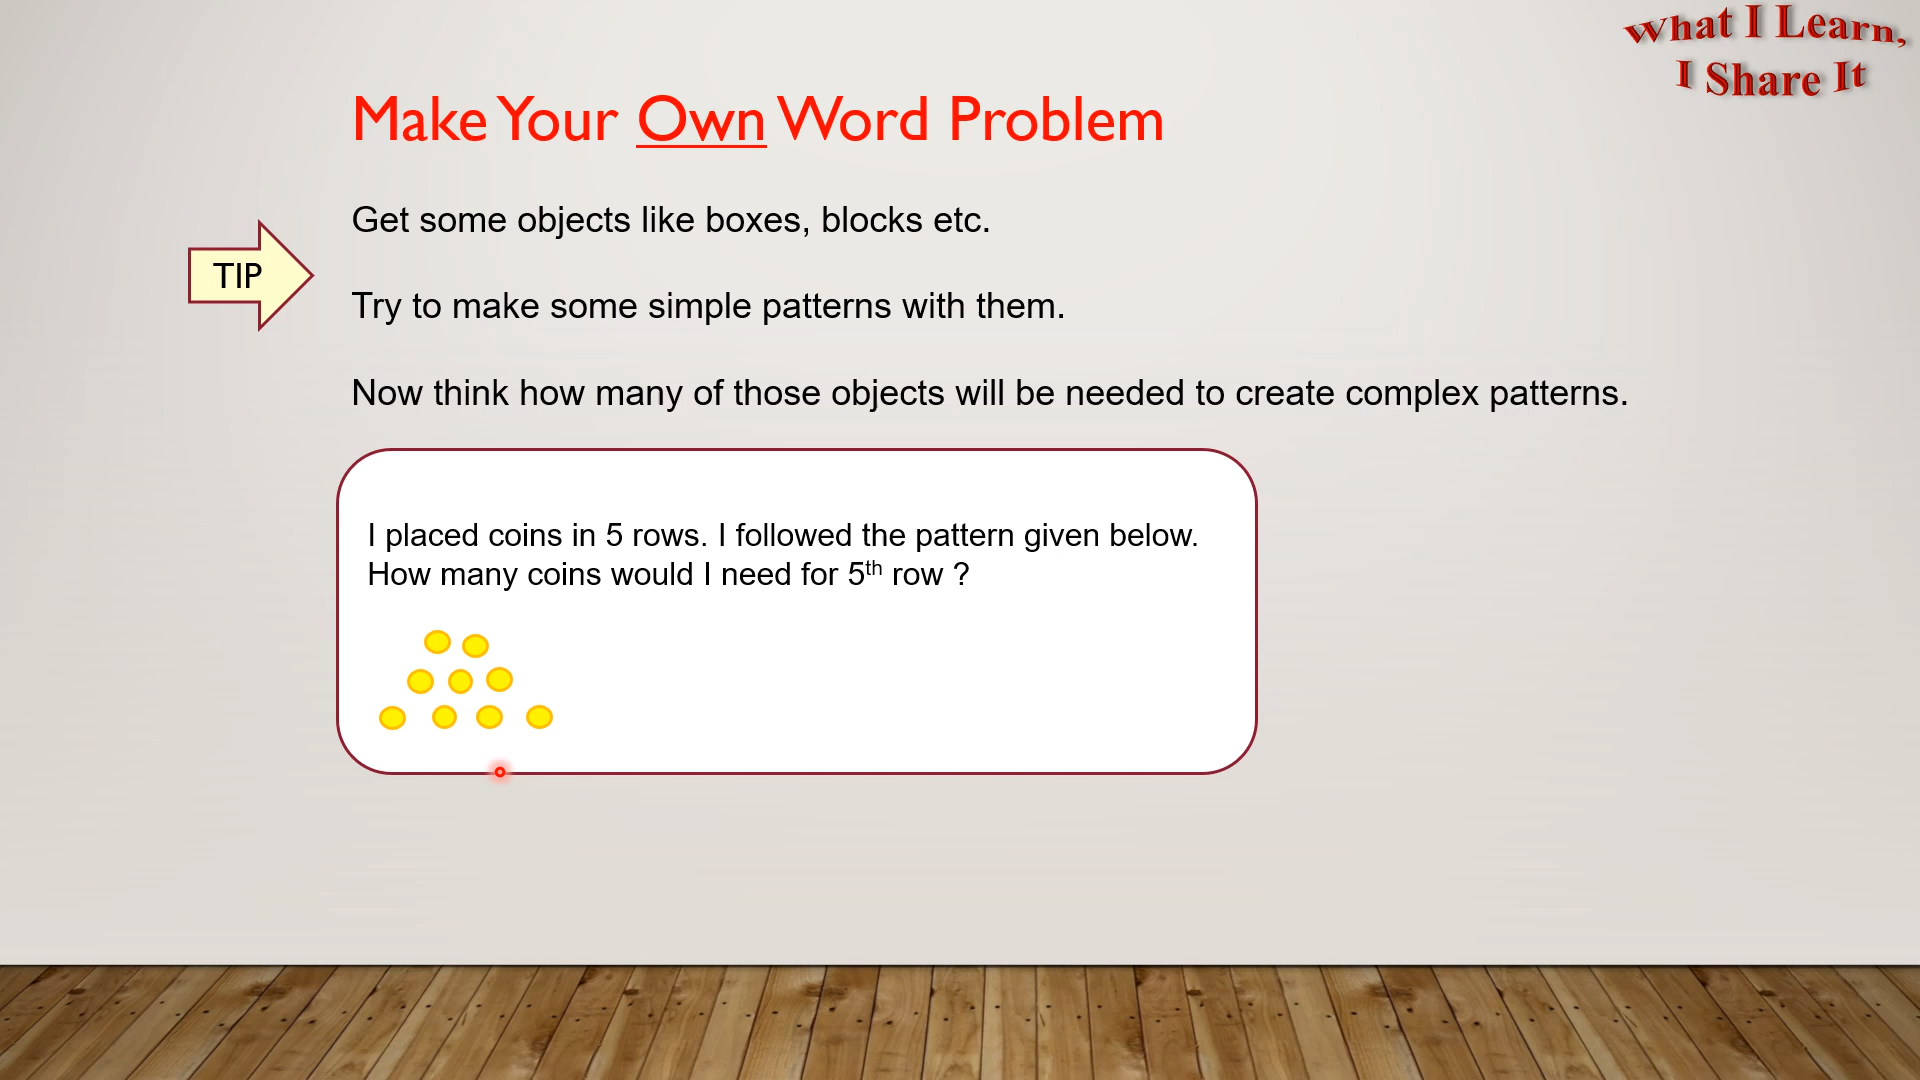 What I Learn,
I Share It
Make Your Own Word Problem
Get some objects like boxes, blocks etc.
TIP
Try to make some simple patterns with them.
Now think how many of those objects will be needed to create complex patterns.
I placed coins in 5 rows. I followed the pattern given below.
How many coins would I need for 5th row ?